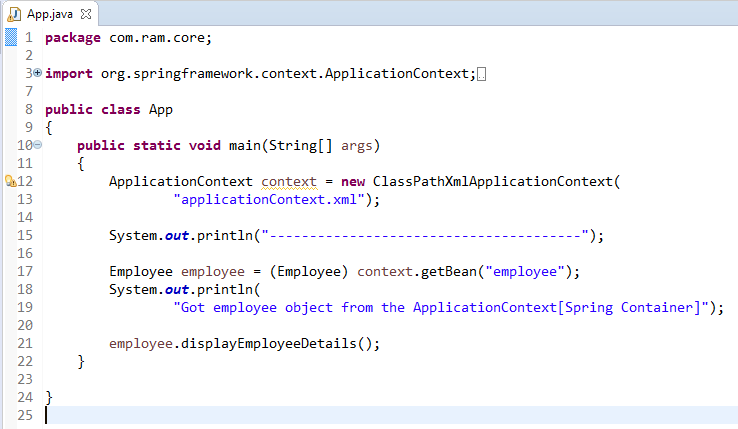 App.java
1 package com.ram.core;
2
3 import org.springframework.context.ApplicationContext;
7
8 public class App
9 {
10     public static void main(String[] args)
11     {
12         ApplicationContext context = new ClassPathXmlApplicationContext(
13                 "applicationContext.xml");
14
15         System.out.println("---------------------------------------");
16
17         Employee employee = (Employee) context.getBean("employee");
18         System.out.println(
19                 "Got employee object from the ApplicationContext[Spring Container]");
20
21         employee.displayEmployeeDetails();
22     }
23
24 }
25